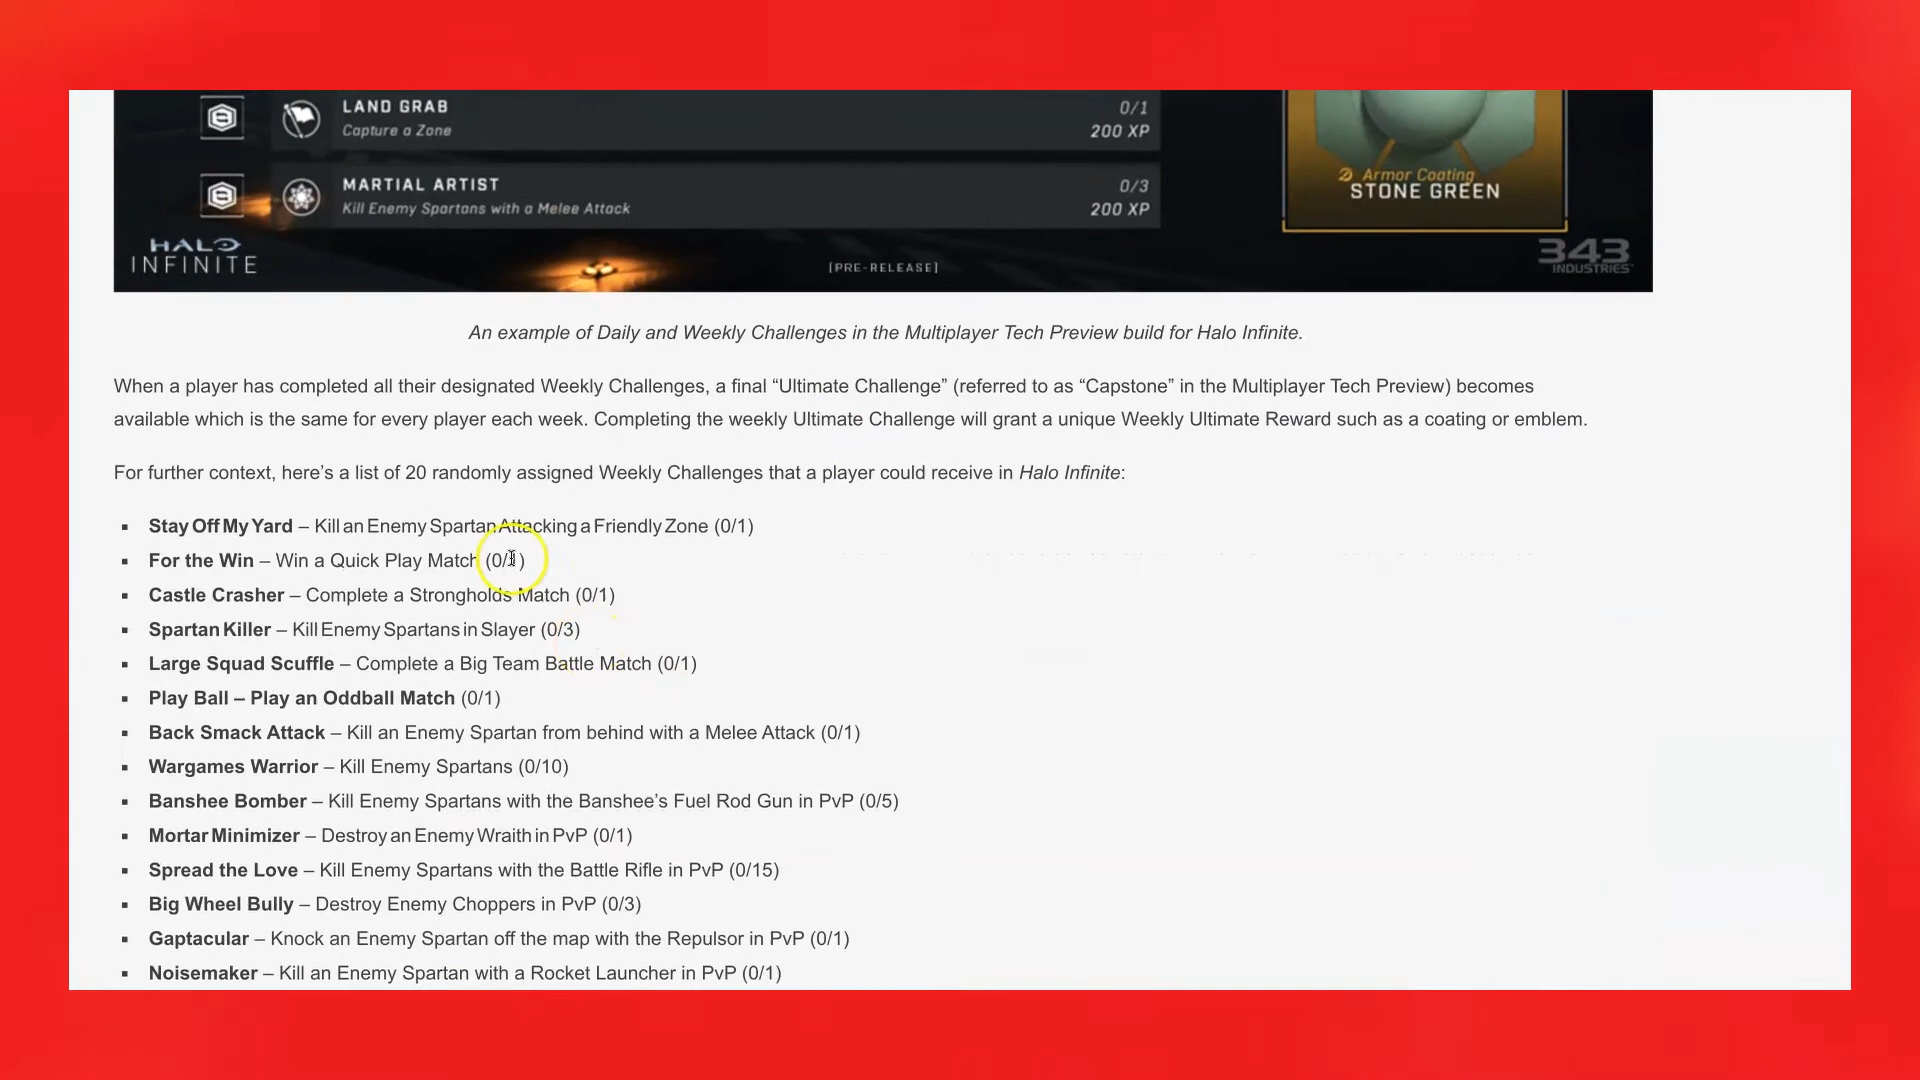 LAND GRAB
0/1
Capture a Zone
200 XP
MARTIAL ARTIST
0/3
Kill Enemy Spartans with a Melee Attack
200 XP
Armor Coating
STONE GREEN
HALO
INFINITE
[PRE-RELEASE]
343
INDUSTRIES
An example of Daily and Weekly Challenges in the Multiplayer Tech Preview build for Halo Infinite.
When a player has completed all their designated Weekly Challenges, a final “Ultimate Challenge” (referred to as “Capstone” in the Multiplayer Tech Preview) becomes
available which is the same for every player each week. Completing the weekly Ultimate Challenge will grant a unique Weekly Ultimate Reward such as a coating or emblem.
For further context, here’s a list of 20 randomly assigned Weekly Challenges that a player could receive in Halo Infinite:
▪ Stay Off My Yard – Kill an Enemy Spartan Attacking a Friendly Zone (0/1)
▪ For the Win – Win a Quick Play Match (0/1)
▪ Castle Crasher – Complete a Strongholds Match (0/1)
▪ Spartan Killer – Kill Enemy Spartans in Slayer (0/3)
▪ Large Squad Scuffle – Complete a Big Team Battle Match (0/1)
▪ Play Ball – Play an Oddball Match (0/1)
▪ Back Smack Attack – Kill an Enemy Spartan from behind with a Melee Attack (0/1)
▪ Wargames Warrior – Kill Enemy Spartans (0/10)
▪ Banshee Bomber – Kill Enemy Spartans with the Banshee’s Fuel Rod Gun in PvP (0/5)
▪ Mortar Minimizer – Destroy an Enemy Wraith in PvP (0/1)
▪ Spread the Love – Kill Enemy Spartans with the Battle Rifle in PvP (0/15)
▪ Big Wheel Bully – Destroy Enemy Choppers in PvP (0/3)
▪ Gaptacular – Knock an Enemy Spartan off the map with the Repulsor in PvP (0/1)
▪ Noisemaker – Kill an Enemy Spartan with a Rocket Launcher in PvP (0/1)